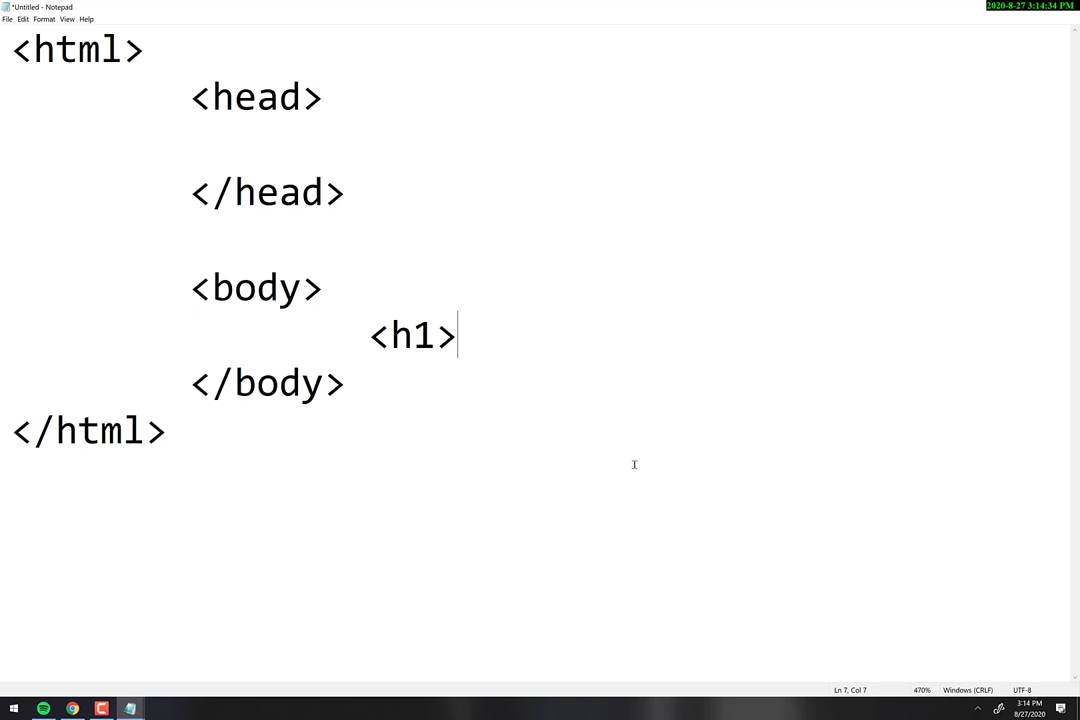 *Untitled - Notepad
2020-8-27 3:14:34 PM
File Edit Format View Help
<html>
<head>
</head>
<body>
<h1>
</body>
</html>
Ln 7, Col 7 470% Windows (CRLF) UTF-8
3:14 PM
8/27/2020